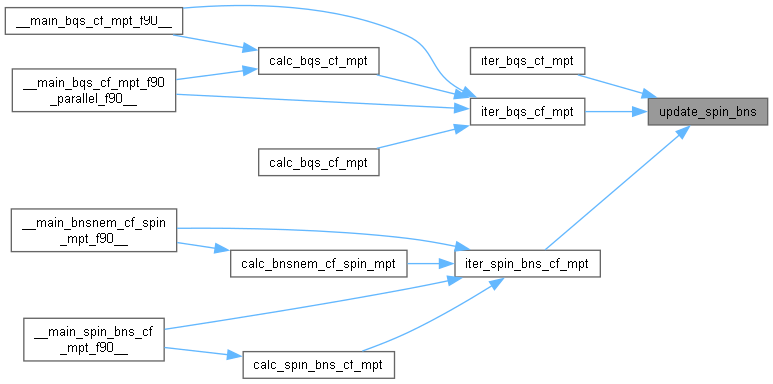 __main_bqs_cf_mpt_f90__
calc_bqs_cf_mpt
__main_bqs_cf_mpt_f90
_parallel_f90__
iter_bqs_cf_mpt
iter_bqs_cf_mpt
update_spin_bns
calc_bqs_cf_mpt
__main_bnsnem_cf_spin
_mpt_f90__
calc_bnsnem_cf_spin_mpt
iter_spin_bns_cf_mpt
__main_spin_bns_cf
_mpt_f90__
calc_spin_bns_cf_mpt